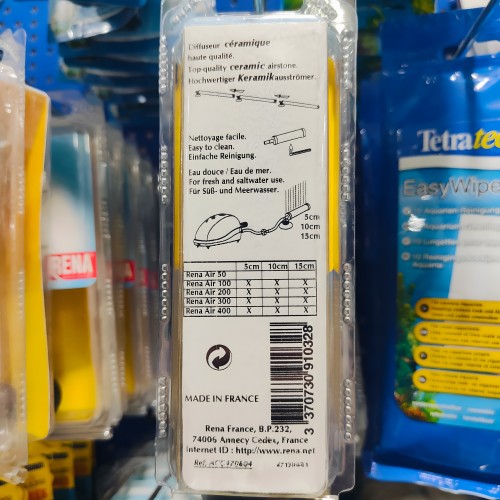 Diffuseur céramique
haute qualité.
Top-quality ceramic airstone.
Hochwertiger Keramikausströmer.
Nettoyage facile.
Easy to clean.
Einfache Reinigung.
Eau douce / Eau de mer.
For fresh and saltwater use.
Für Süß- und Meerwasser.
5cm
10cm
15cm
5cm 10cm 15cm
Rena Air 50
Rena Air 100 X X X
Rena Air 200 X X X
Rena Air 300 X X X
Rena Air 400 X X X
3 370730 910328
MADE IN FRANCE
Rena France, B.P.232,
74006 Annecy Cedex, France
Internet ID : http://www.rena.net
Ref.
RENA
Tetratec
EasyWipe